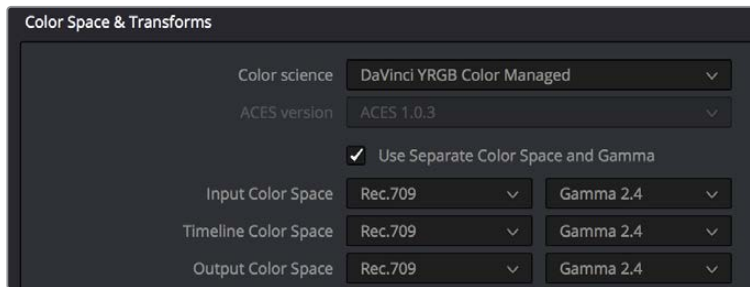 Color Space & Transforms
Color science DaVinci YRGB Color Managed
ACES version ACES 1.0.3
Use Separate Color Space and Gamma
Input Color Space Rec.709 Gamma 2.4
Timeline Color Space Rec.709 Gamma 2.4
Output Color Space Rec.709 Gamma 2.4